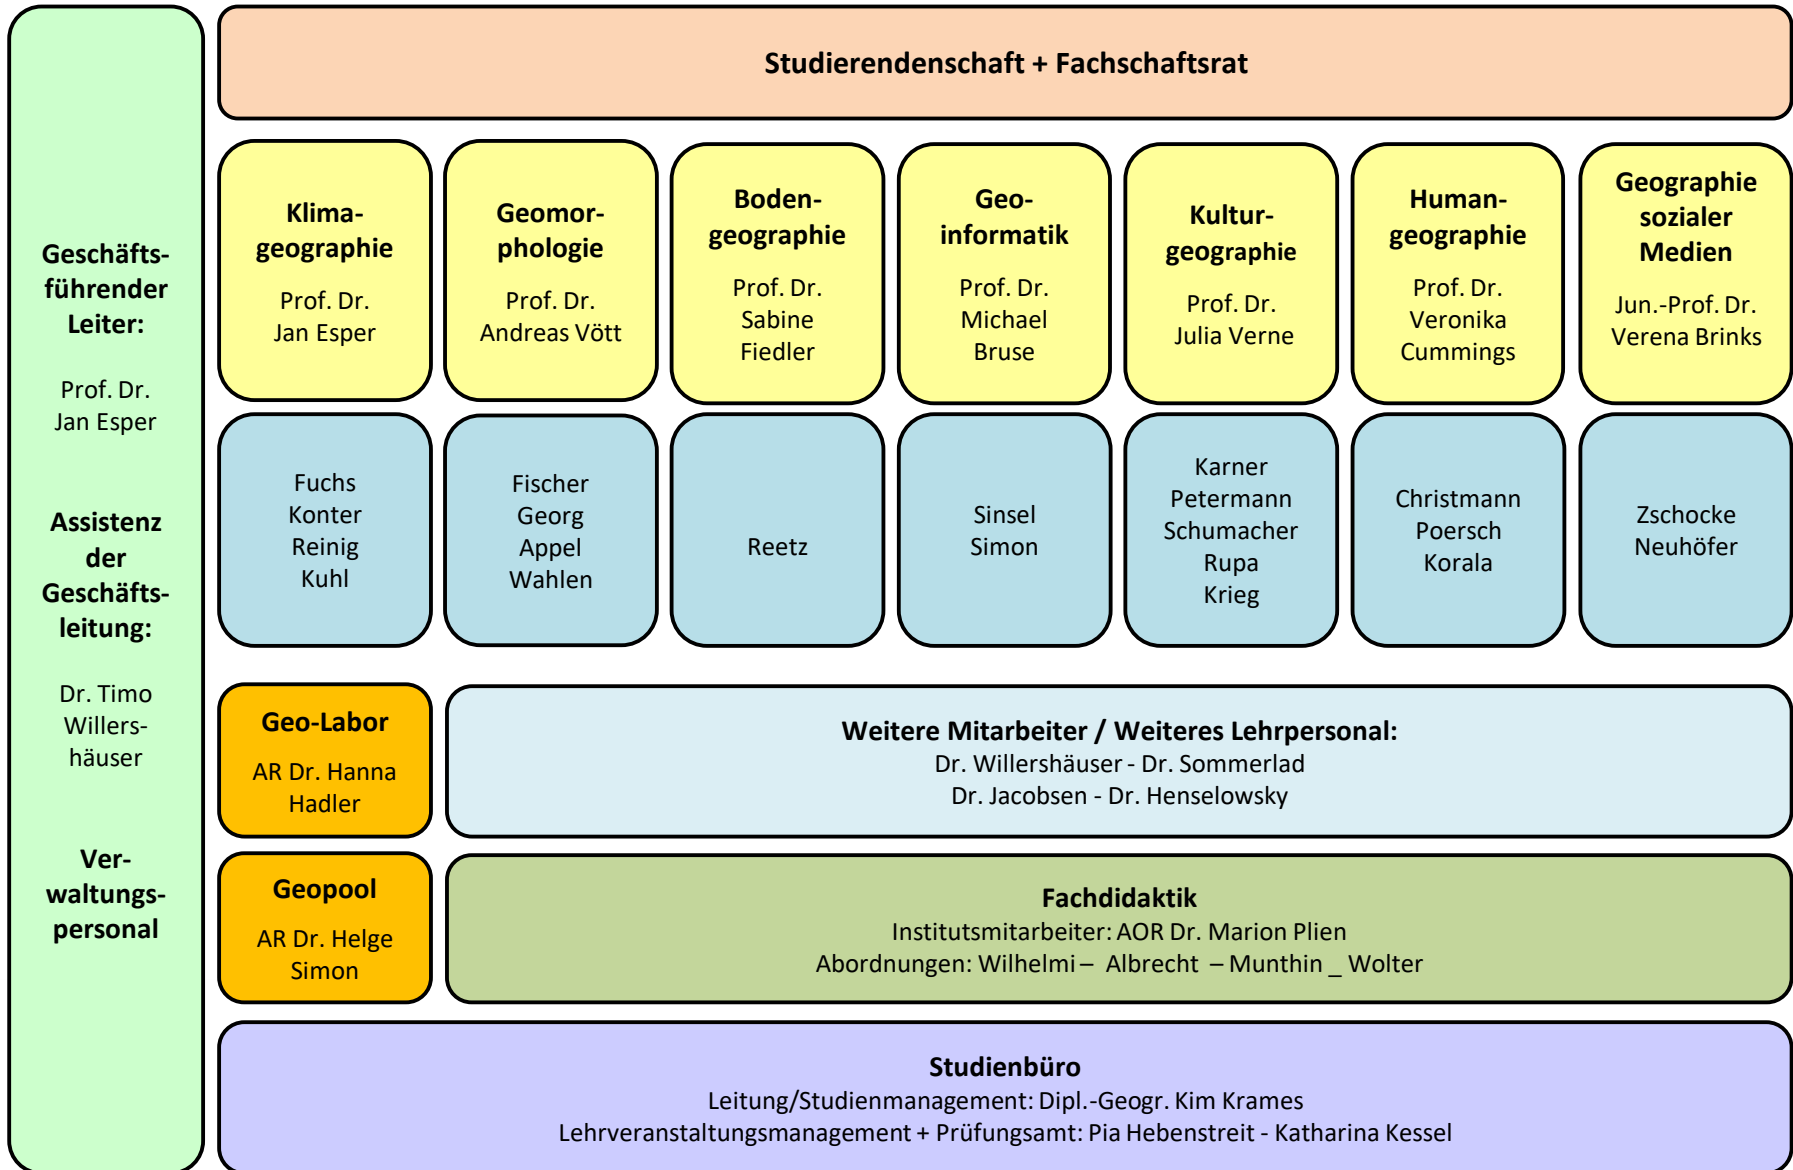 Geschäfts-
führender
Leiter:
Prof. Dr.
Jan Esper
Assistenz
der
Geschäfts-
leitung:
Dr. Timo
Willers-
häuser
Ver-
waltungs-
personal
Studierendenschaft + Fachschaftsrat
Klima-
geographie
Prof. Dr.
Jan Esper
Geomor-
phologie
Prof. Dr.
Andreas Vött
Boden-
geographie
Prof. Dr.
Sabine
Fiedler
Geo-
informatik
Prof. Dr.
Michael
Bruse
Kultur-
geographie
Prof. Dr.
Julia Verne
Human-
geographie
Prof. Dr.
Veronika
Cummings
Geographie
sozialer
Medien
Jun.-Prof. Dr.
Verena Brinks
Fuchs
Konter
Reinig
Kuhl
Fischer
Georg
Appel
Wahlen
Reetz
Sinsel
Simon
Karner
Petermann
Schumacher
Rupa
Krieg
Christmann
Poersch
Korala
Zschocke
Neuhöfer
Geo-Labor
AR Dr. Hanna
Hadler
Weitere Mitarbeiter / Weiteres Lehrpersonal:
Dr. Willershäuser - Dr. Sommerlad
Dr. Jacobsen - Dr. Henselowsky
Geopool
AR Dr. Helge
Simon
Fachdidaktik
Institutsmitarbeiter: AOR Dr. Marion Plien
Abordnungen: Wilhelmi – Albrecht – Munthin _ Wolter
Studienbüro
Leitung/Studienmanagement: Dipl.-Geogr. Kim Krames
Lehrveranstaltungsmanagement + Prüfungsamt: Pia Hebenstreit - Katharina Kessel